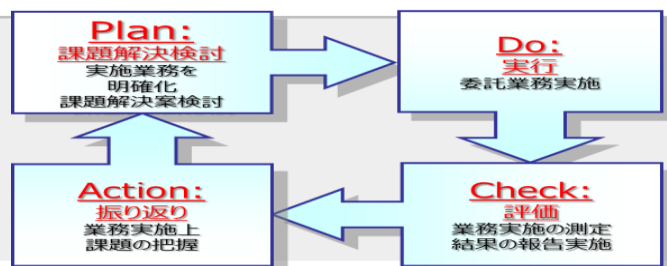 Plan:
課題解決検討
実施業務を
明確化
課題解決案検討
Do:
実行
委託業務実施
Check:
評価
業務実施の測定
結果の報告実施
Action:
振り返り
業務実施上
課題の把握